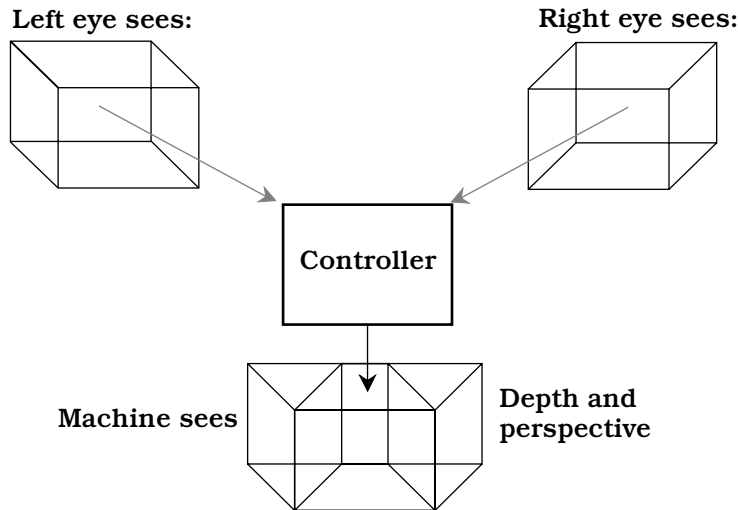 Left eye sees:
Right eye sees:
Controller
Machine sees
Depth and
perspective